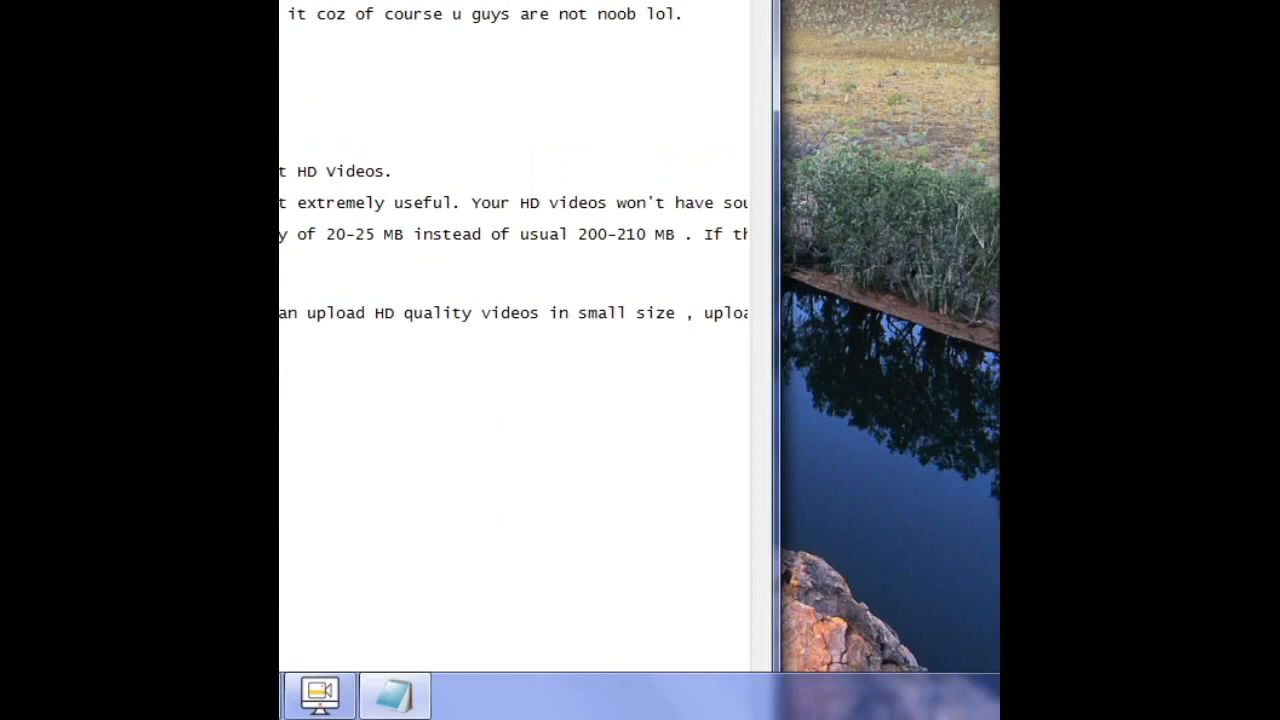 it coz of course u guys are not noob lol.
t HD Videos.
t extremely useful. Your HD videos won't have sou
y of 20-25 MB instead of usual 200-210 MB . If th
an upload HD quality videos in small size , uploa